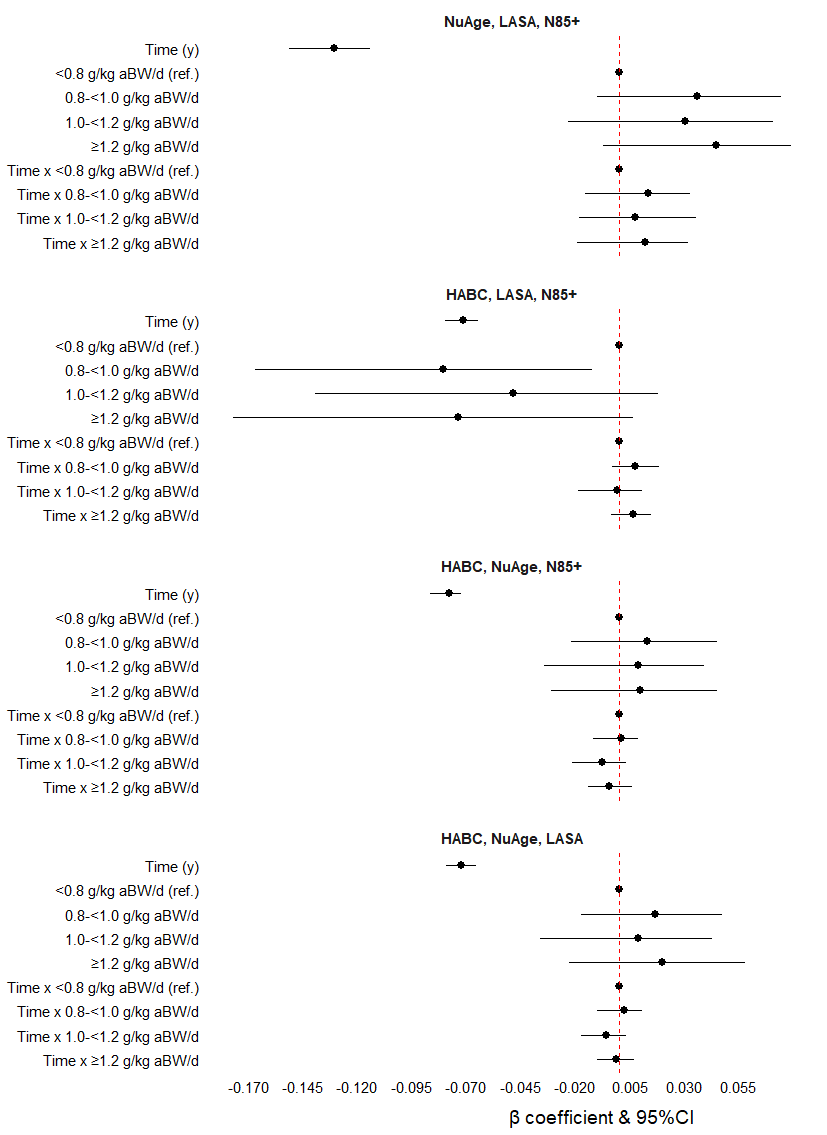 NuAge, LASA, N85+
Time (y)
<0.8 g/kg aBW/d (ref.)
0.8-<1.0 g/kg aBW/d
1.0-<1.2 g/kg aBW/d
≥1.2 g/kg aBW/d
Time x <0.8 g/kg aBW/d (ref.)
Time x 0.8-<1.0 g/kg aBW/d
Time x 1.0-<1.2 g/kg aBW/d
Time x ≥1.2 g/kg aBW/d
HABC, LASA, N85+
Time (y)
<0.8 g/kg aBW/d (ref.)
0.8-<1.0 g/kg aBW/d
1.0-<1.2 g/kg aBW/d
≥1.2 g/kg aBW/d
Time x <0.8 g/kg aBW/d (ref.)
Time x 0.8-<1.0 g/kg aBW/d
Time x 1.0-<1.2 g/kg aBW/d
Time x ≥1.2 g/kg aBW/d
HABC, NuAge, N85+
Time (y)
<0.8 g/kg aBW/d (ref.)
0.8-<1.0 g/kg aBW/d
1.0-<1.2 g/kg aBW/d
≥1.2 g/kg aBW/d
Time x <0.8 g/kg aBW/d (ref.)
Time x 0.8-<1.0 g/kg aBW/d
Time x 1.0-<1.2 g/kg aBW/d
Time x ≥1.2 g/kg aBW/d
HABC, NuAge, LASA
Time (y)
<0.8 g/kg aBW/d (ref.)
0.8-<1.0 g/kg aBW/d
1.0-<1.2 g/kg aBW/d
≥1.2 g/kg aBW/d
Time x <0.8 g/kg aBW/d (ref.)
Time x 0.8-<1.0 g/kg aBW/d
Time x 1.0-<1.2 g/kg aBW/d
Time x ≥1.2 g/kg aBW/d
-0.170 -0.145 -0.120 -0.095 -0.070 -0.045 -0.020 0.005 0.030 0.055
β coefficient & 95%CI